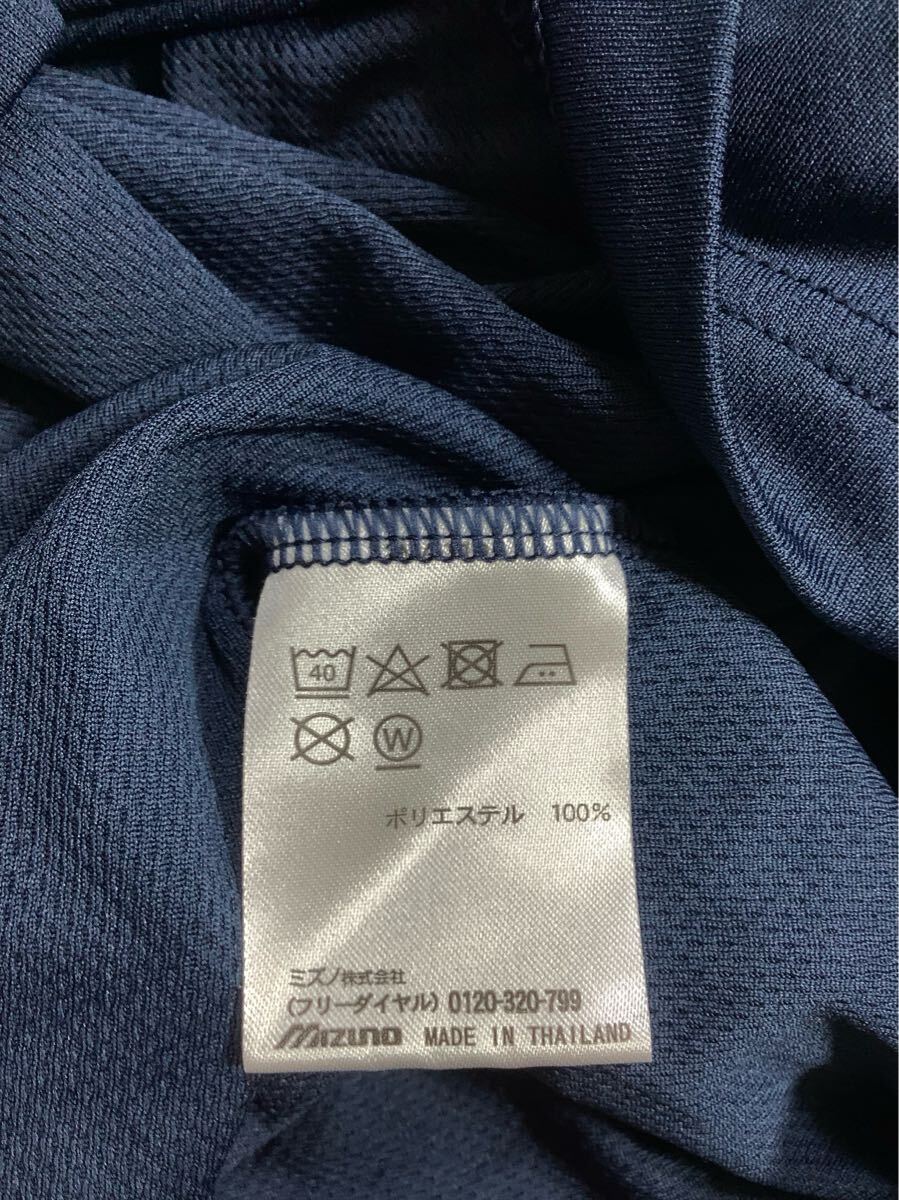 40
W
ポリエステル 100%
ミズノ株式会社
(フリーダイヤル) 0120-320-799
Mizuno MADE IN THAILAND